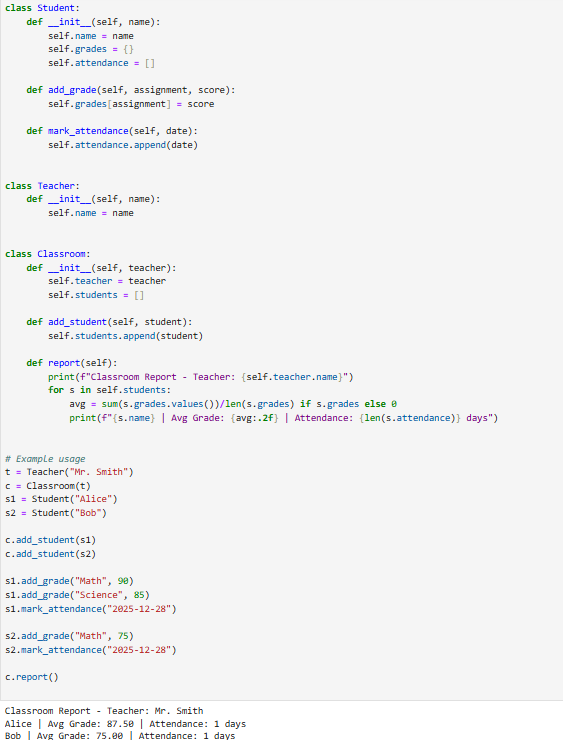 class Student:
    def __init__(self, name):
        self.name = name
        self.grades = {}
        self.attendance = []

    def add_grade(self, assignment, score):
        self.grades[assignment] = score

    def mark_attendance(self, date):
        self.attendance.append(date)


class Teacher:
    def __init__(self, name):
        self.name = name


class Classroom:
    def __init__(self, teacher):
        self.teacher = teacher
        self.students = []

    def add_student(self, student):
        self.students.append(student)

    def report(self):
        print(f"Classroom Report - Teacher: {self.teacher.name}")
        for s in self.students:
            avg = sum(s.grades.values())/len(s.grades) if s.grades else 0
            print(f"{s.name} | Avg Grade: {avg:.2f} | Attendance: {len(s.attendance)} days")


# Example usage
t = Teacher("Mr. Smith")
c = Classroom(t)
s1 = Student("Alice")
s2 = Student("Bob")

c.add_student(s1)
c.add_student(s2)

s1.add_grade("Math", 90)
s1.add_grade("Science", 85)
s1.mark_attendance("2025-12-28")

s2.add_grade("Math", 75)
s2.mark_attendance("2025-12-28")

c.report()

Classroom Report - Teacher: Mr. Smith
Alice | Avg Grade: 87.50 | Attendance: 1 days
Bob | Avg Grade: 75.00 | Attendance: 1 days